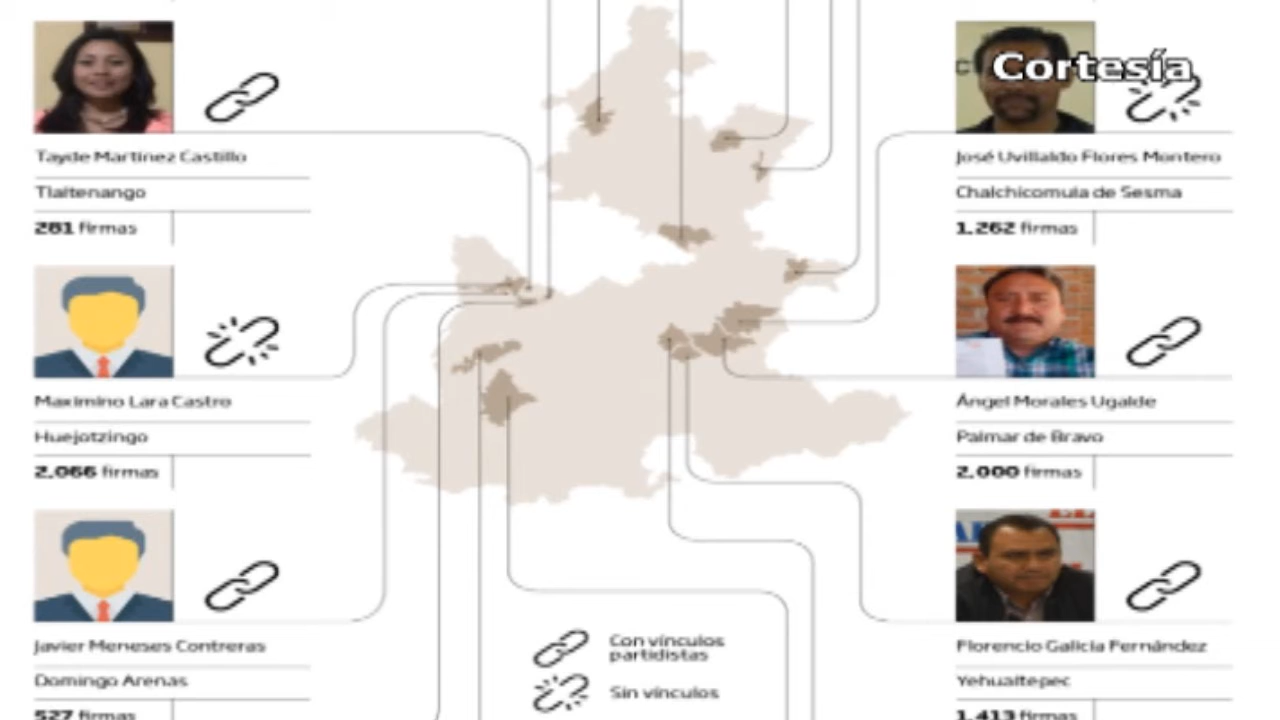 Cortesía
Tayde Martínez Castillo
Tlaltenango
281 firmas
Maximino Lara Castro
Huejotzingo
2,066 firmas
Javier Meneses Contreras
Domingo Arenas
527 firmas
José Uvillaldo Flores Montero
Chalchicomula de Sesma
1,262 firmas
Ángel Morales Ugalde
Palmar de Bravo
2,000 firmas
Florencio Galicia Fernández
Yehualtepec
1,413 firmas
Con vínculos
partidistas
Sin vínculos